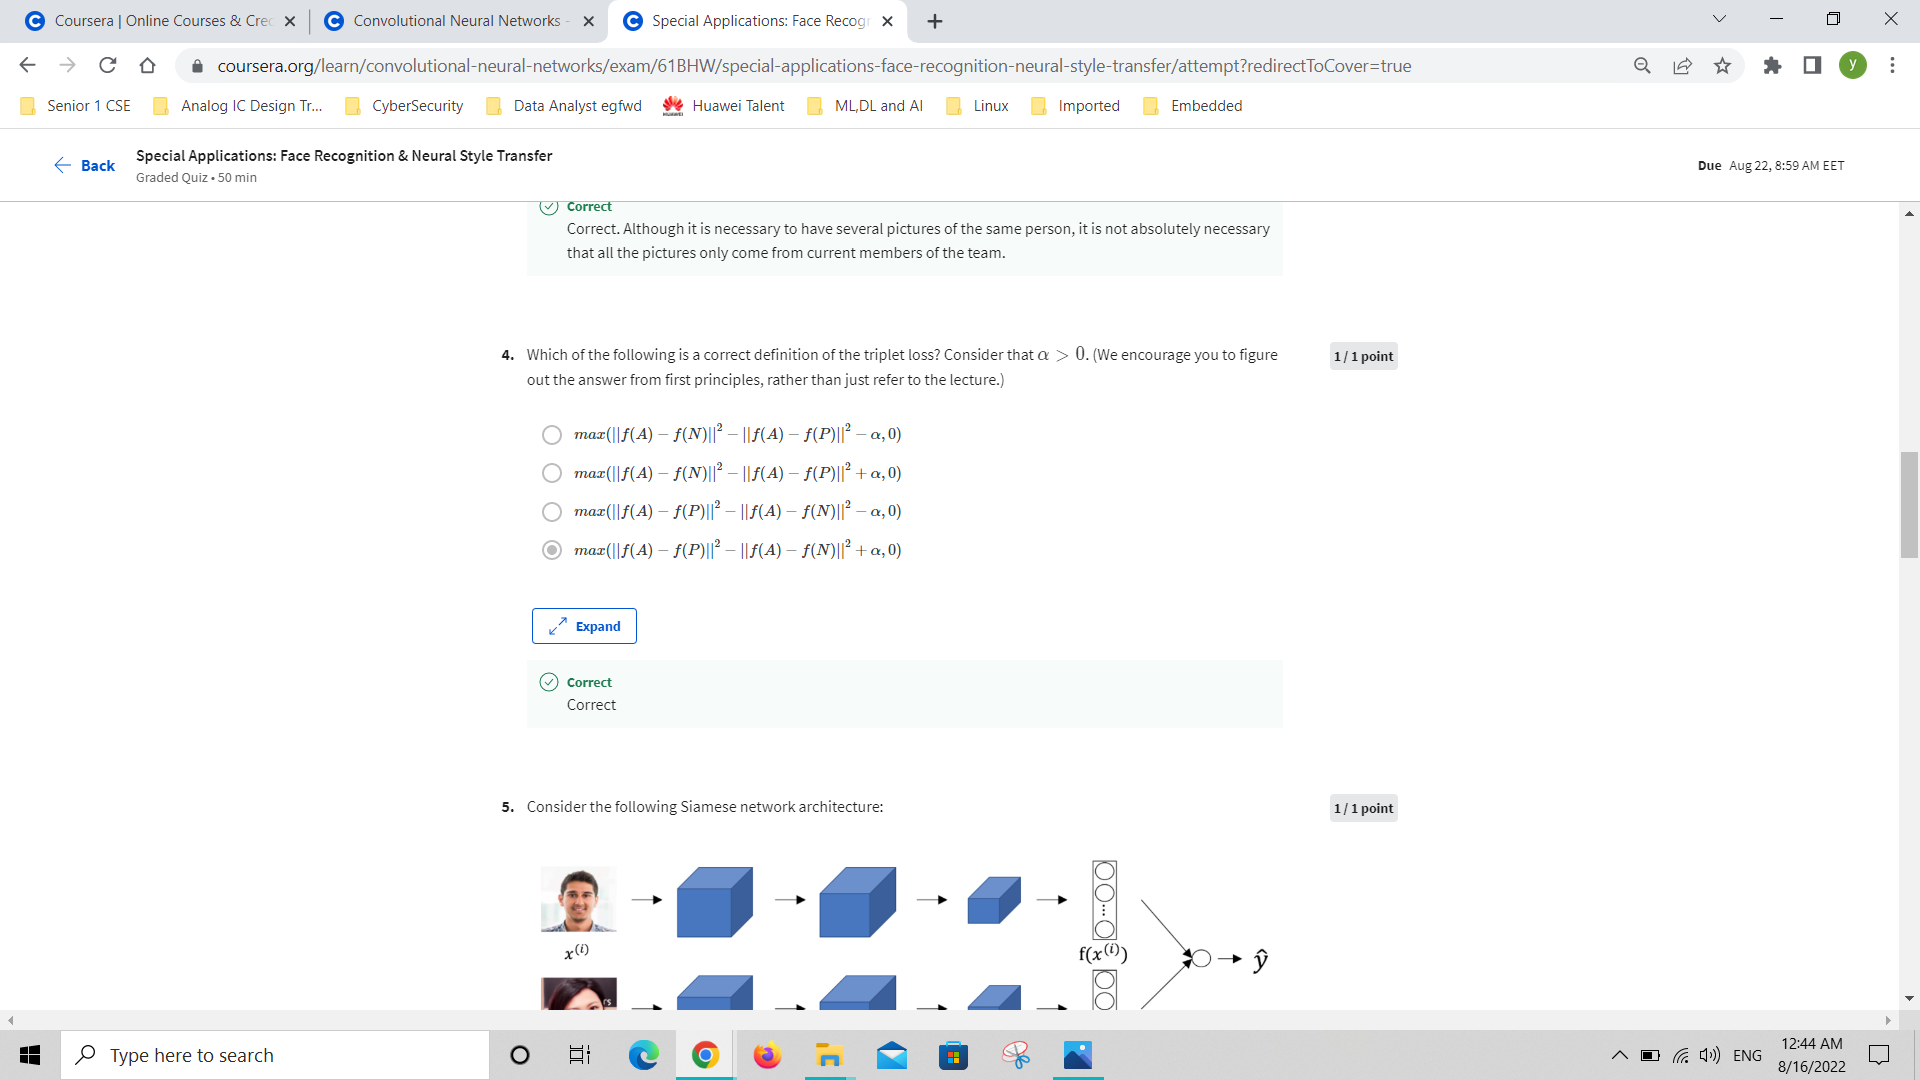 Coursera | Online Courses & Cre
Convolutional Neural Networks -
Special Applications: Face Recogn
coursera.org/learn/convolutional-neural-networks/exam/61BHW/special-applications-face-recognition-neural-style-transfer/attempt?redirectToCover=true
y
Senior 1 CSE
Analog IC Design Tr...
CyberSecurity
Data Analyst egfwd
Huawei Talent
ML,DL and AI
Linux
Imported
Embedded
Back
Special Applications: Face Recognition & Neural Style Transfer
Graded Quiz • 50 min
Due Aug 22, 8:59 AM EET
Correct
Correct. Although it is necessary to have several pictures of the same person, it is not absolutely necessary
that all the pictures only come from current members of the team.
4. Which of the following is a correct definition of the triplet loss? Consider that α > 0. (We encourage you to figure
out the answer from first principles, rather than just refer to the lecture.)
1 / 1 point
max(||f(A) − f(N)||² − ||f(A) − f(P)||² − α, 0)
max(||f(A) − f(N)||² − ||f(A) − f(P)||² + α, 0)
max(||f(A) − f(P)||² − ||f(A) − f(N)||² − α, 0)
max(||f(A) − f(P)||² − ||f(A) − f(N)||² + α, 0)
Expand
Correct
Correct
5. Consider the following Siamese network architecture:
1 / 1 point
x⁽ⁱ⁾
f(x⁽ⁱ⁾)
ŷ
Type here to search
ENG
12:44 AM
8/16/2022